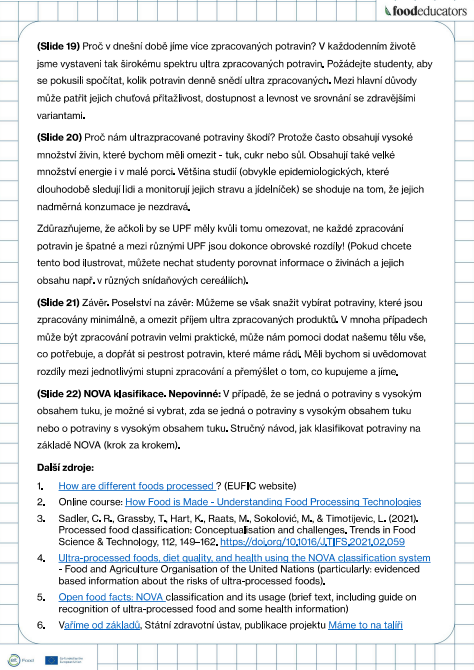 foodeducators
(Slide 19) Proč v dnešní době jíme více zpracovaných potravin? V každodenním životě
jsme vystaveni tak širokému spektru ultra zpracovaných potravin. Požádejte studenty, aby
se pokusili spočítat, kolik potravin denně snědí ultra zpracovaných. Mezi hlavní důvody
může patřit jejich chuťová přitažlivost, dostupnost a levnost ve srovnání se zdravějšími
variantami.
(Slide 20) Proč nám ultrazpracované potraviny škodí? Protože často obsahují vysoké
množství živin, které bychom měli omezit - tuk, cukr nebo sůl. Obsahují také velké
množství energie i v malé porci. Většina studií (obvykle epidemiologických, které
dlouhodobě sledují lidi a monitorují jejich stravu a jídelníček) se shoduje na tom, že jejich
nadměrná konzumace je nezdravá.
Zdůrazňujeme, že ačkoli by se UPF měly kvůli tomu omezovat, ne každé zpracování
potravin je špatné a mezi různými UPF jsou dokonce obrovské rozdíly! (Pokud chcete
tento bod ilustrovat, můžete nechat studenty porovnat informace o živinách a jejich
obsahu např. v různých snídaňových cereáliích).
(Slide 21) Závěr. Poselství na závěr: Můžeme se však snažit vybírat potraviny, které jsou
zpracovány minimálně, a omezit příjem ultra zpracovaných produktů. V mnoha případech
může být zpracování potravin velmi praktické, může nám pomoci dodat našemu tělu vše,
co potřebuje, a dopřát si pestrost potravin, které máme rádi. Měli bychom si uvědomovat
rozdíly mezi jednotlivými stupni zpracování a přemýšlet o tom, co kupujeme a jíme.
(Slide 22) NOVA klasifikace. Nepovinné: V případě, že se jedná o potraviny s vysokým
obsahem tuku, je možné si vybrat, zda se jedná o potraviny s vysokým obsahem tuku
nebo o potraviny s vysokým obsahem tuku. Stručný návod, jak klasifikovat potraviny na
základě NOVA (krok za krokem).
Další zdroje:
1. How are different foods processed ? (EUFIC website)
2. Online course: How Food is Made - Understanding Food Processing Technologies
3. Sadler, C. R., Grassby, T., Hart, K., Raats, M., Sokolović, M., & Timotijevic, L. (2021).
Processed food classification: Conceptualisation and challenges. Trends in Food
Science & Technology, 112, 149–162. https://doi.org/10.1016/J.TIFS.2021.02.059
4. Ultra-processed foods, diet quality, and health using the NOVA classification system
- Food and Agriculture Organisation of the United Nations (particularly: evidenced
based information about the risks of ultra-processed foods).
5. Open food facts: NOVA classification and its usage (brief text, including guide on
recognition of ultra-processed food and some health information)
6. Vaříme od základů, Státní zdravotní ústav, publikace projektu Máme to na talíři
eit Food